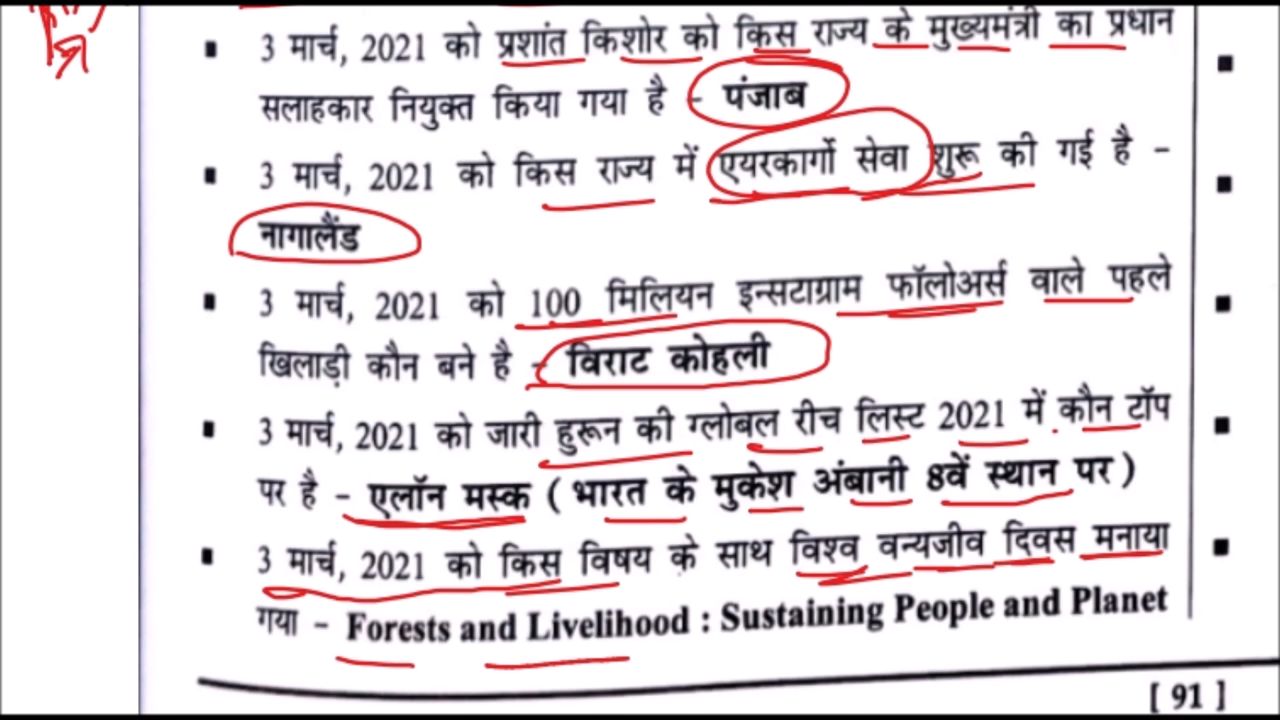 ▪ 3 मार्च, 2021 को प्रशांत किशोर को किस राज्य के मुख्यमंत्री का प्रधान
सलाहकार नियुक्त किया गया है - पंजाब
▪ 3 मार्च, 2021 को किस राज्य में एयरकार्गो सेवा शुरू की गई है -
नागालैंड
▪ 3 मार्च, 2021 को 100 मिलियन इन्सटाग्राम फॉलोअर्स वाले पहले
खिलाड़ी कौन बने है - विराट कोहली
▪ 3 मार्च, 2021 को जारी हुरून की ग्लोबल रीच लिस्ट 2021 में कौन टॉप
पर है - एलॉन मस्क ( भारत के मुकेश अंबानी 8वें स्थान पर )
▪ 3 मार्च, 2021 को किस विषय के साथ विश्व वन्यजीव दिवस मनाया
गया - Forests and Livelihood : Sustaining People and Planet
[ 91 ]